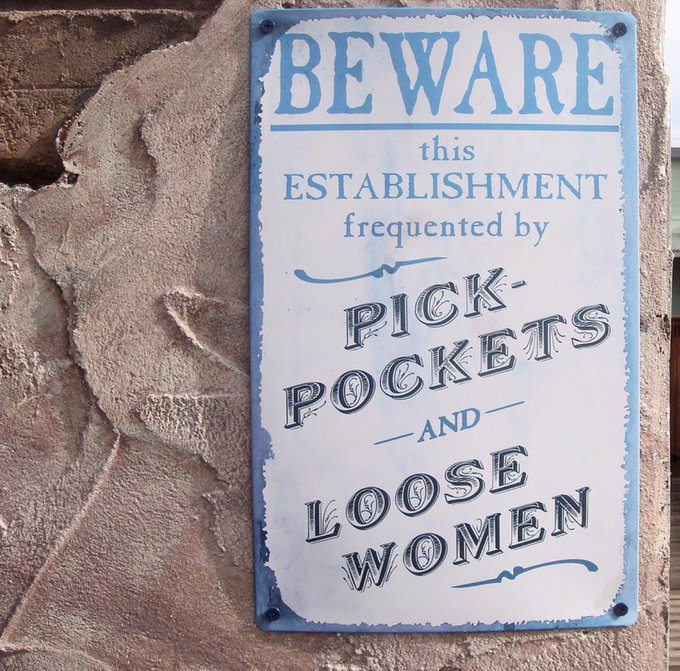 BEWARE
this
ESTABLISHMENT
frequented by
PICK-
POCKETS
AND
LOOSE
WOMEN